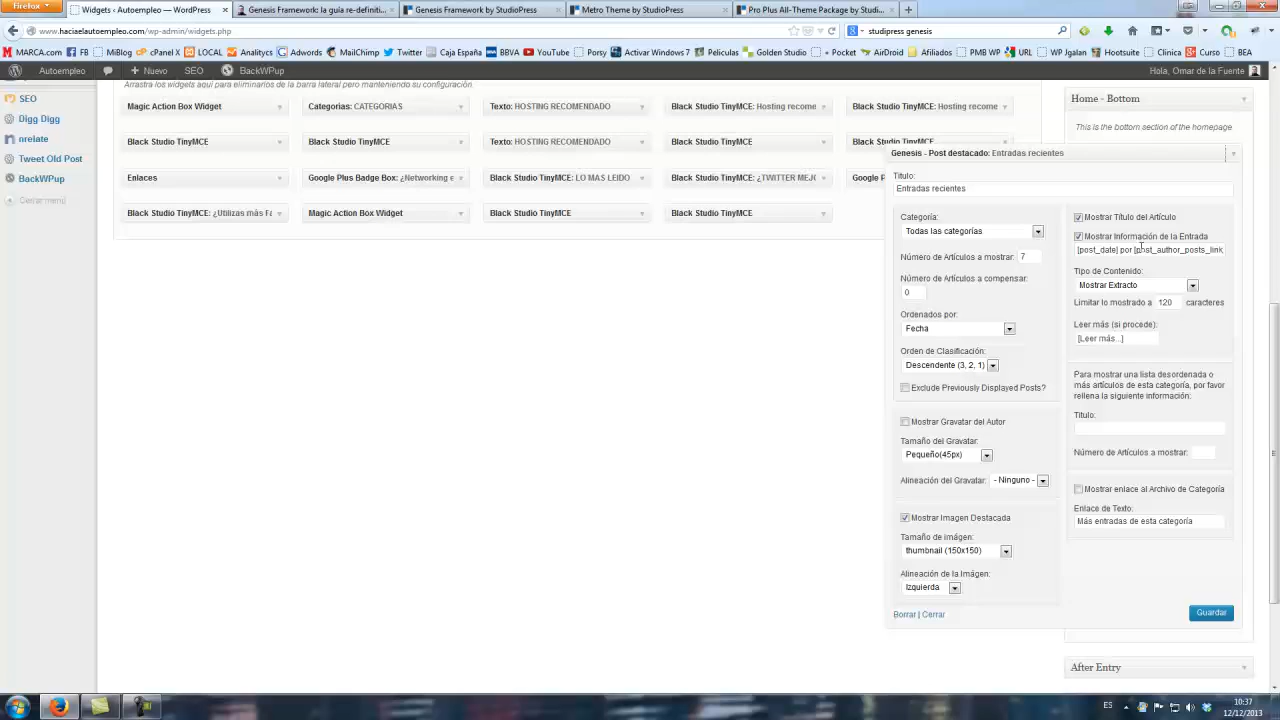 Firefox
Widgets ‹ Autoempleo — WordPress
Genesis Framework: la guía re-definiti...
Genesis Framework by StudioPress
Metro Theme by StudioPress
Pro Plus All-Theme Package by StudioP...
www.haciaelautoempleo.com/wp-admin/widgets.php
studipress genesis
MARCA.com
FB
MiBlog
cPanel X
LOCAL
Analitycs
Adwords
MailChimp
Twitter
Caja España
BBVA
YouTube
Porsy
Activar Windows 7
Peliculas
Golden Studio
+ Pocket
AirDroid
Afiliados
PMB WP
URL
WP Jgalan
Hootsuite
Clinica
Curso
BEA
Autoempleo
Nuevo
SEO
BackWPup
Hola, Omar de la Fuente
Arrastra los widgets aquí para eliminarlos de la barra lateral pero manteniendo su configuración.
SEO
Digg Digg
nrelate
Tweet Old Post
BackWPup
Cerrar menú
Magic Action Box Widget
Categorías: CATEGORIAS
Texto: HOSTING RECOMENDADO
Black Studio TinyMCE: Hosting recome
Black Studio TinyMCE: Hosting recome
Black Studio TinyMCE
Black Studio TinyMCE
Texto: HOSTING RECOMENDADO
Black Studio TinyMCE
Black Studio TinyMCE
Enlaces
Google Plus Badge Box: ¿Networking e
Black Studio TinyMCE: LO MAS LEIDO
Black Studio TinyMCE: ¿TWITTER MEJ
Google P
Black Studio TinyMCE: ¿Utilizas más Fa
Magic Action Box Widget
Black Studio TinyMCE
Black Studio TinyMCE
Home - Bottom
This is the bottom section of the homepage
Genesis - Post destacado: Entradas recientes
Título:
Entradas recientes
Categoría:
Todas las categorías
Número de Artículos a mostrar: 7
Número de Artículos a compensar:
0
Ordenados por:
Fecha
Orden de Clasificación:
Descendente (3, 2, 1)
Exclude Previously Displayed Posts?
Mostrar Gravatar del Autor
Tamaño del Gravatar:
Pequeño(45px)
Alineación del Gravatar: - Ninguno -
Mostrar Imagen Destacada
Tamaño de imágen:
thumbnail (150x150)
Alineación de la Imágen:
Izquierda
Borrar | Cerrar
Mostrar Título del Artículo
Mostrar Información de la Entrada
[post_date] por [post_author_posts_link
Tipo de Contenido:
Mostrar Extracto
Limitar lo mostrado a 120 caracteres
Leer más (si procede):
[Leer más...]
Para mostrar una lista desordenada o
más artículos de esta categoría, por favor
rellena la siguiente información:
Título:
Número de Artículos a mostrar:
Mostrar enlace al Archivo de Categoría
Enlace de Texto:
Más entradas de esta categoría
Guardar
After Entry
ES
10:37
12/12/2013